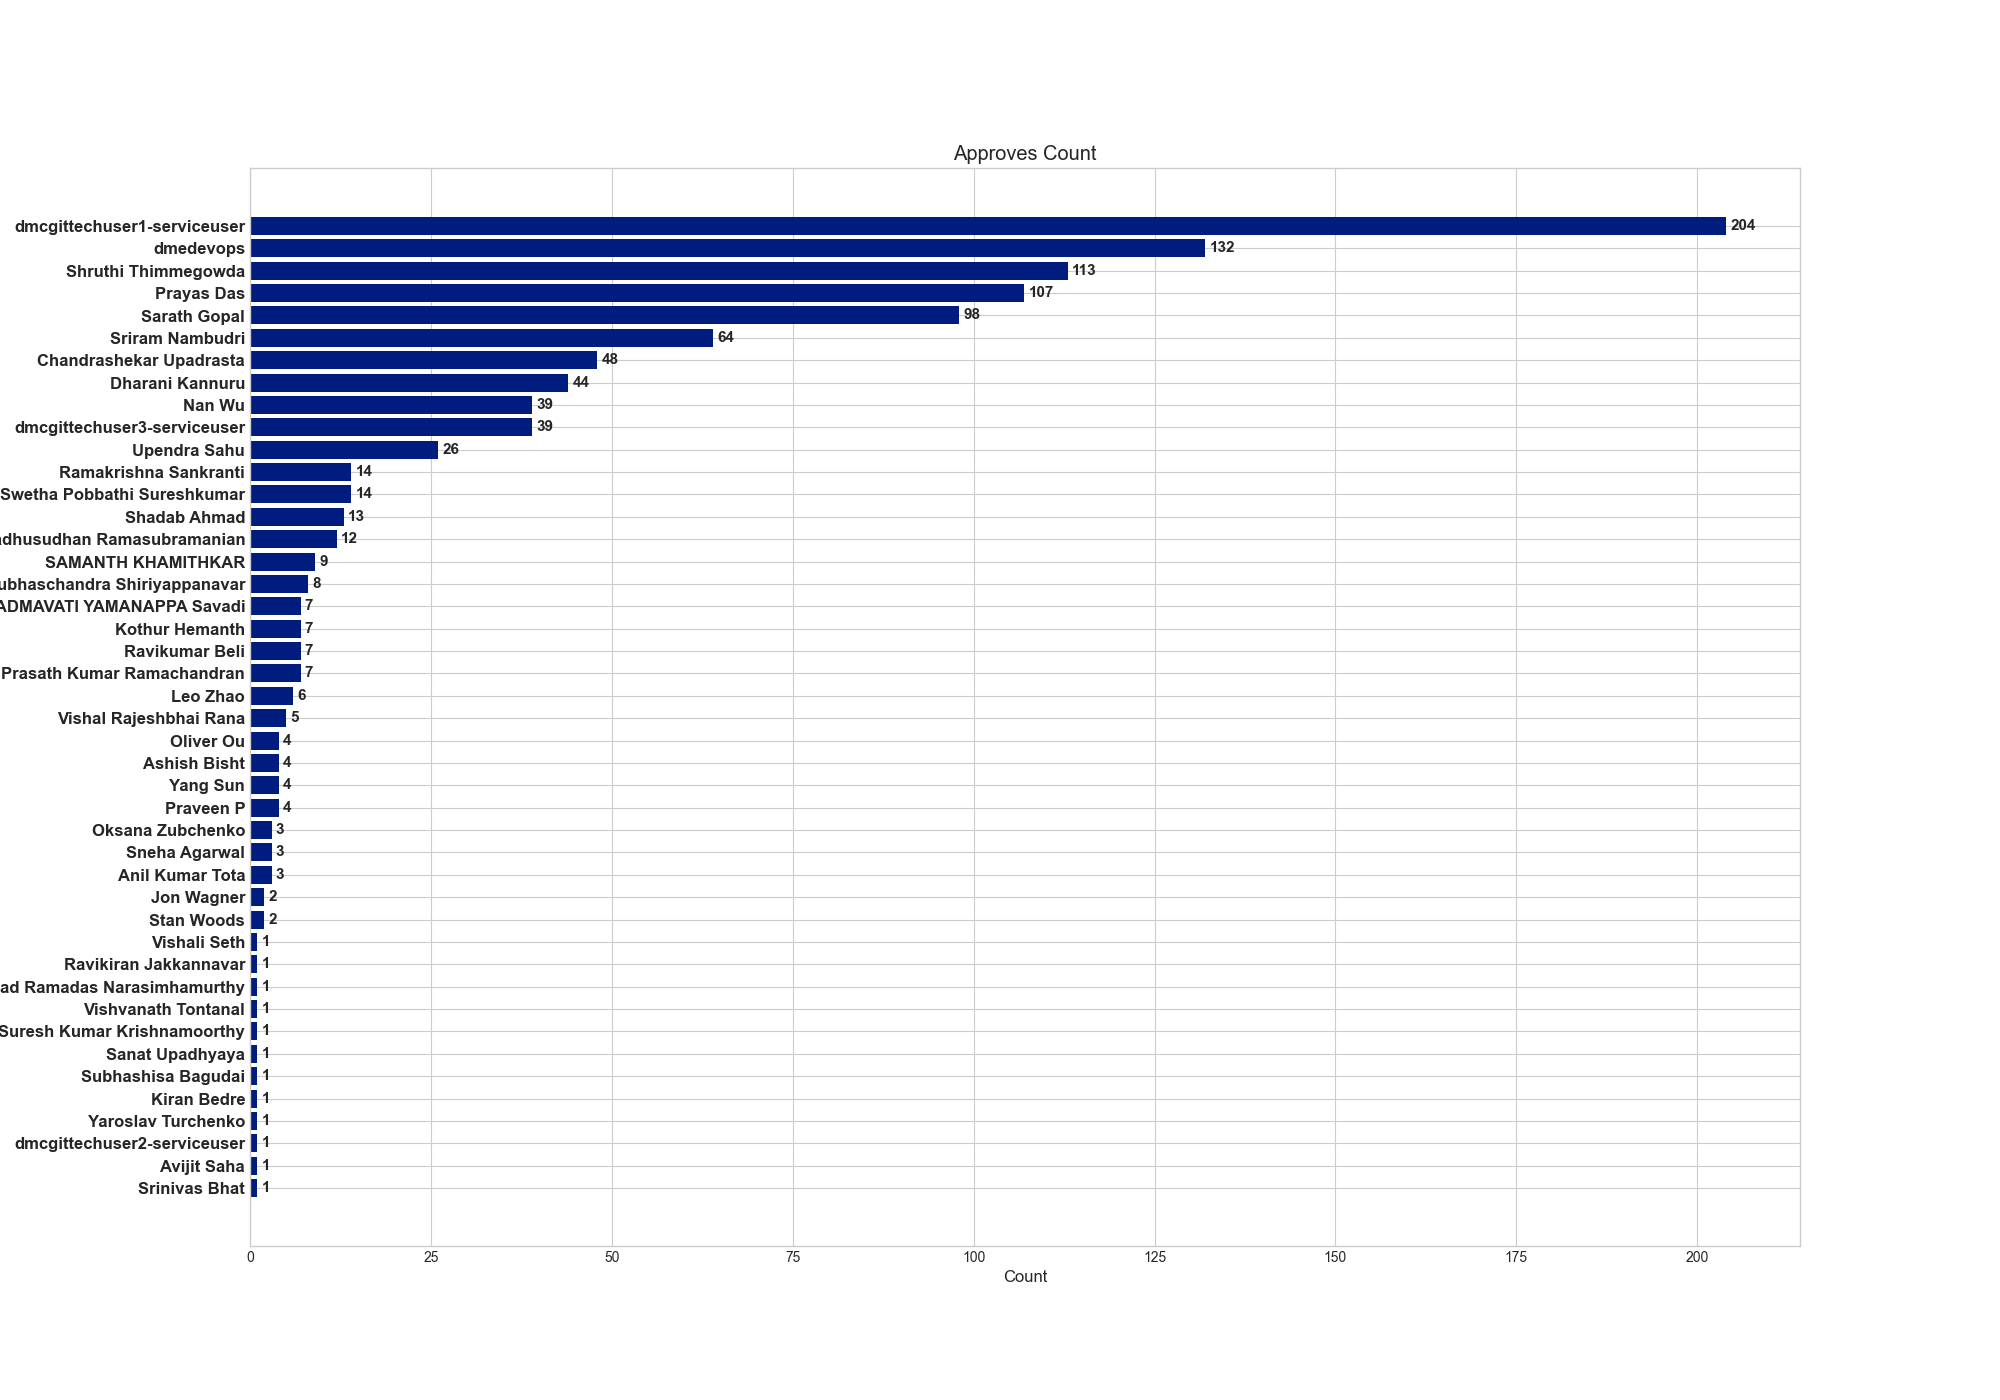 Approves Count
dmcgittechuser1-serviceuser 204
dmedevops 132
Shruthi Thimmegowda 113
Prayas Das 107
Sarath Gopal 98
Sriram Nambudri 64
Chandrashekar Upadrasta 48
Dharani Kannuru 44
Nan Wu 39
dmcgittechuser3-serviceuser 39
Upendra Sahu 26
Ramakrishna Sankranti 14
Swetha Pobbathi Sureshkumar 14
Shadab Ahmad 13
Ramasubramanian 12
SAMANTH KHAMITHKAR 9
Shiriyappanavar 8
YAMANAPPA Savadi 7
Kothur Hemanth 7
Ravikumar Beli 7
Prasath Kumar Ramachandran 7
Leo Zhao 6
Vishal Rajeshbhai Rana 5
Oliver Ou 4
Ashish Bisht 4
Yang Sun 4
Praveen P 4
Oksana Zubchenko 3
Sneha Agarwal 3
Anil Kumar Tota 3
Jon Wagner 2
Stan Woods 2
Vishali Seth 1
Ravikiran Jakkannavar 1
Ramadas Narasimhamurthy 1
Vishvanath Tontanal 1
Suresh Kumar Krishnamoorthy 1
Sanat Upadhyaya 1
Subhashisa Bagudai 1
Kiran Bedre 1
Yaroslav Turchenko 1
dmcgittechuser2-serviceuser 1
Avijit Saha 1
Srinivas Bhat 1
0 25 50 75 100 125 150 175 200
Count